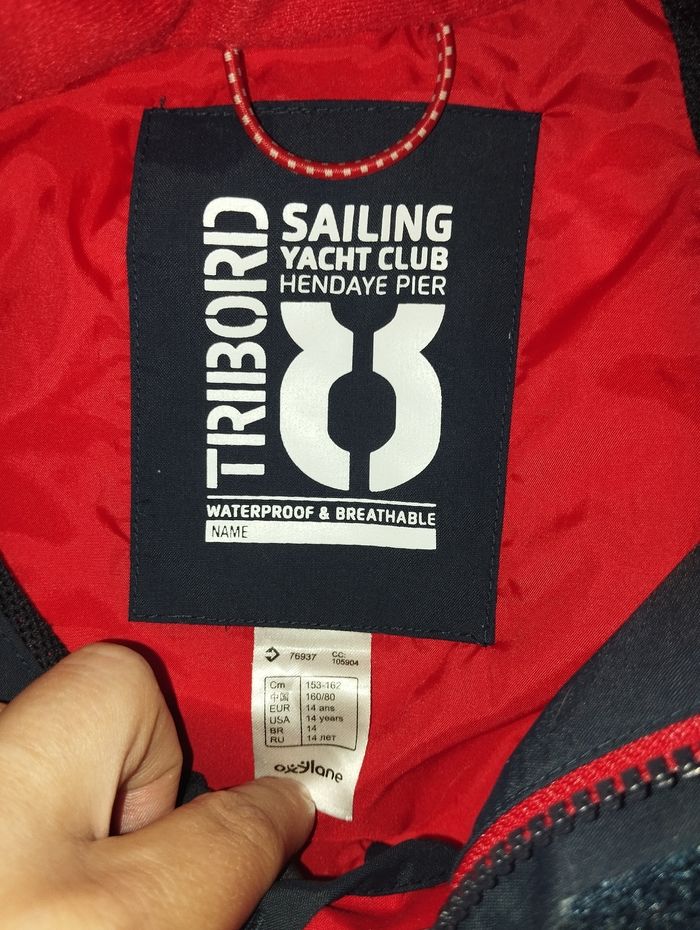 TRIBORD
SAILING
YACHT CLUB
HENDAYE PIER
8
WATERPROOF & BREATHABLE
NAME
76937 CC: 105904
Cm 153-162
中国 160/80
EUR 14 ans
USA 14 years
BR 14
RU 14 лет
oxylane